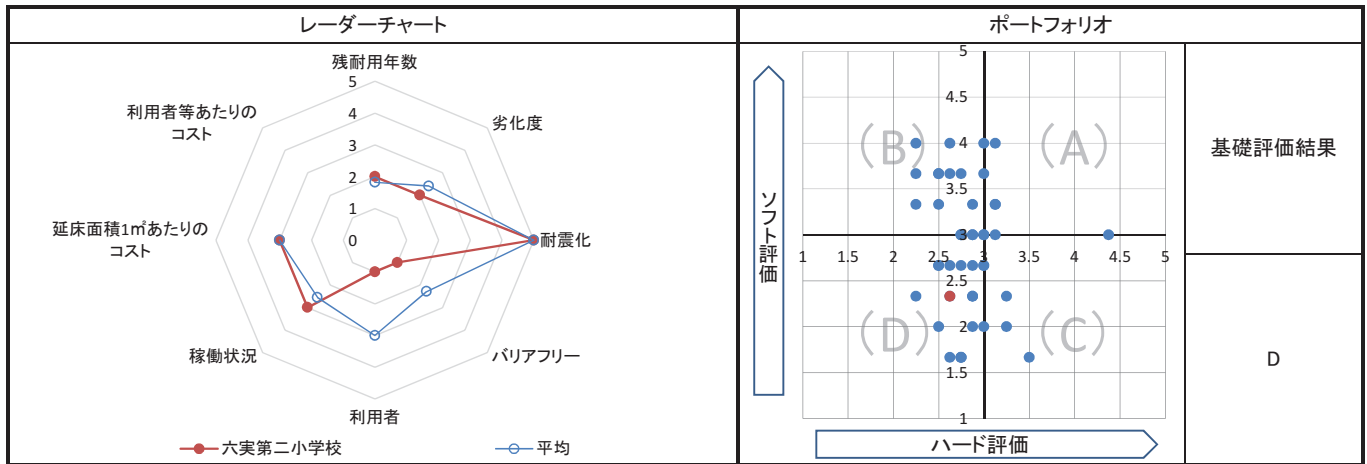 レーダーチャート
残耐用年数
5
4
3
2
1
0
利用者等あたりの
コスト
劣化度
延床面積1㎡あたりの
コスト
耐震化
稼働状況
バリアフリー
利用者
六実第二小学校
平均
ポートフォリオ
ソフト評価
5
4.5
4
3.5
3
2.5
2
1.5
1
1
1.5
2
2.5
3
3.5
4
4.5
5
(B)
(A)
(D)
(C)
ハード評価
基礎評価結果
D